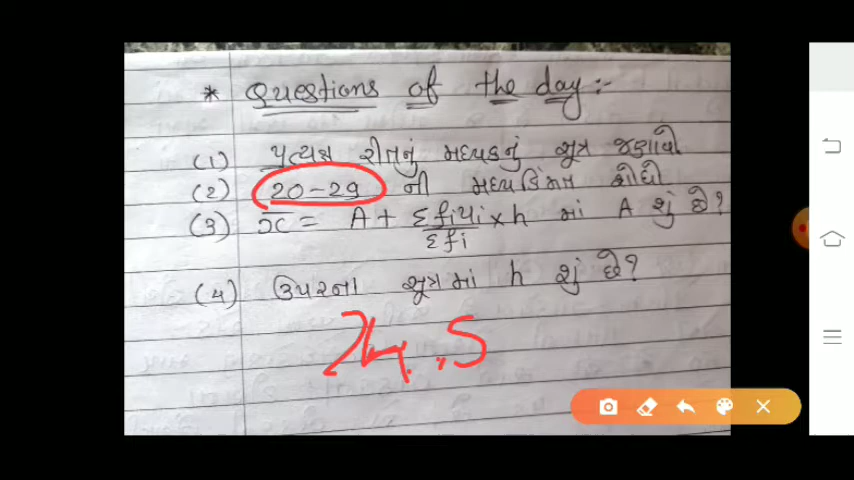 * Questions of the day:-
(1) પ્રત્યક્ષ રીતનું મધ્યકનું સૂત્ર જણાવો
(2) 20-29 ની મધ્યકિંમત શોધો
(3) x̄ = A + Σfiui/Σfi × h માં A શું છે?
(4) ઉપરના સૂત્રમાં h શું છે?
24.5